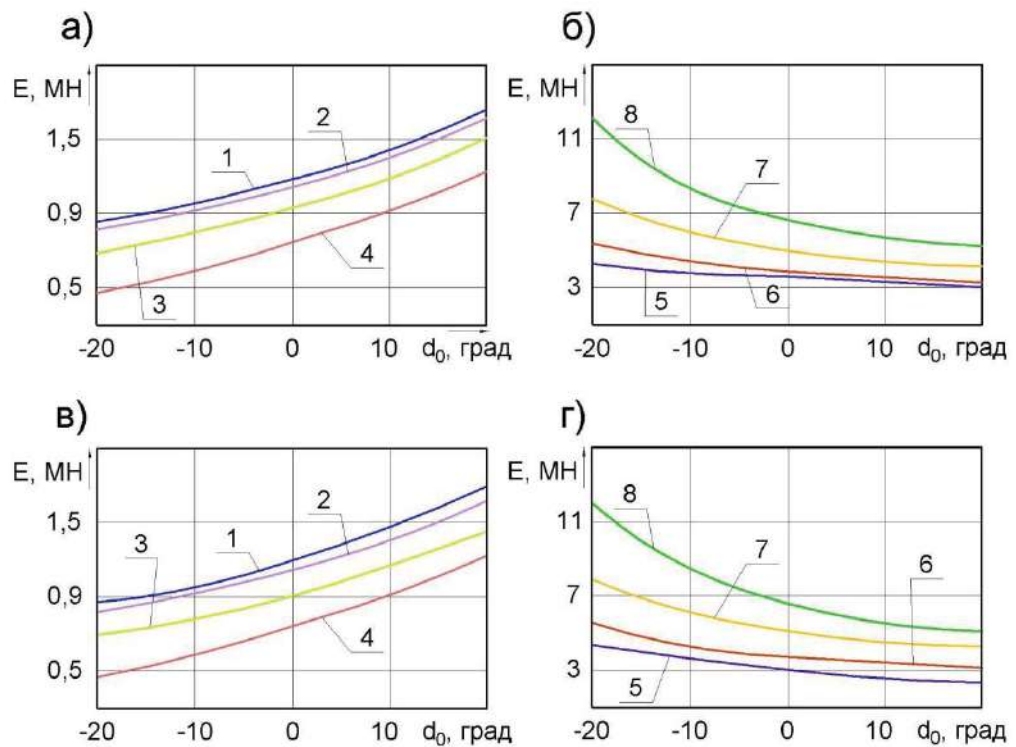 а) б)
Е, МН 1,5 0,9 0,5
1 2 3 4
-20 -10 0 10 d₀, град
Е, МН 11 7 3
8 7 5 6
-20 -10 0 10 d₀, град
в) г)
Е, МН 1,5 0,9 0,5
3 1 2 4
-20 -10 0 10 d₀, град
Е, МН 11 7 3
8 7 6 5
-20 -10 0 10 d₀, град